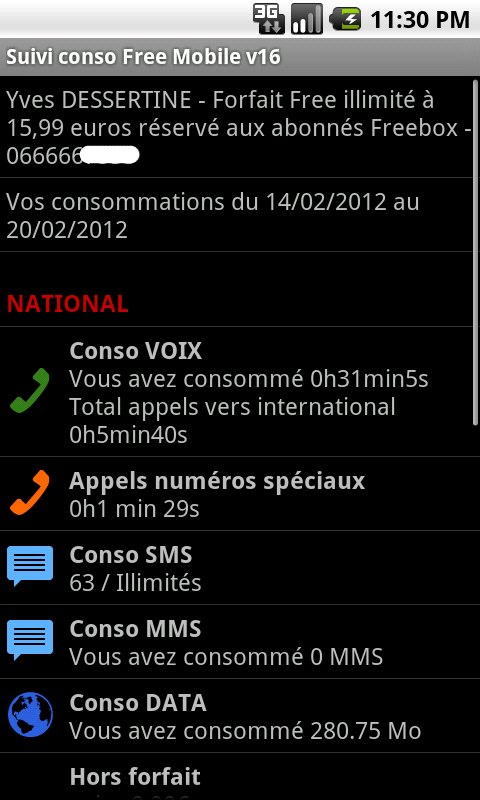 3G
11:30 PM
Suivi conso Free Mobile v16
Yves DESSERTINE - Forfait Free illimité à
15,99 euros réservé aux abonnés Freebox -
066666
Vos consommations du 14/02/2012 au
20/02/2012
NATIONAL
Conso VOIX
Vous avez consommé 0h31min5s
Total appels vers international
0h5min40s
Appels numéros spéciaux
0h1 min 29s
Conso SMS
63 / Illimités
Conso MMS
Vous avez consommé 0 MMS
Conso DATA
Vous avez consommé 280.75 Mo
Hors forfait